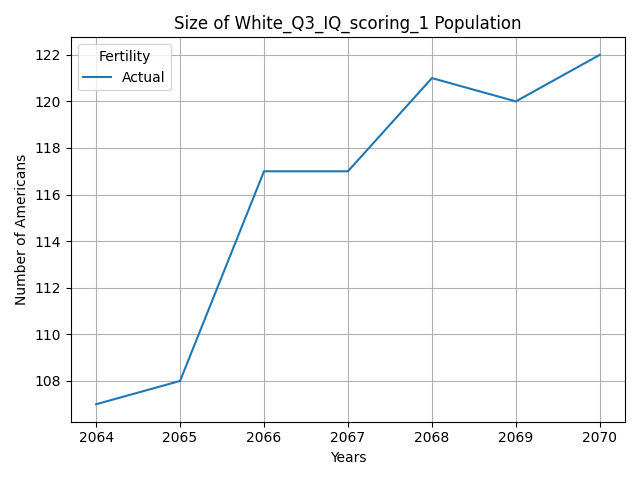 Size of White_Q3_IQ_scoring_1 Population
Fertility
Actual
Number of Americans
122
120
118
116
114
112
110
108
2064 2065 2066 2067 2068 2069 2070
Years